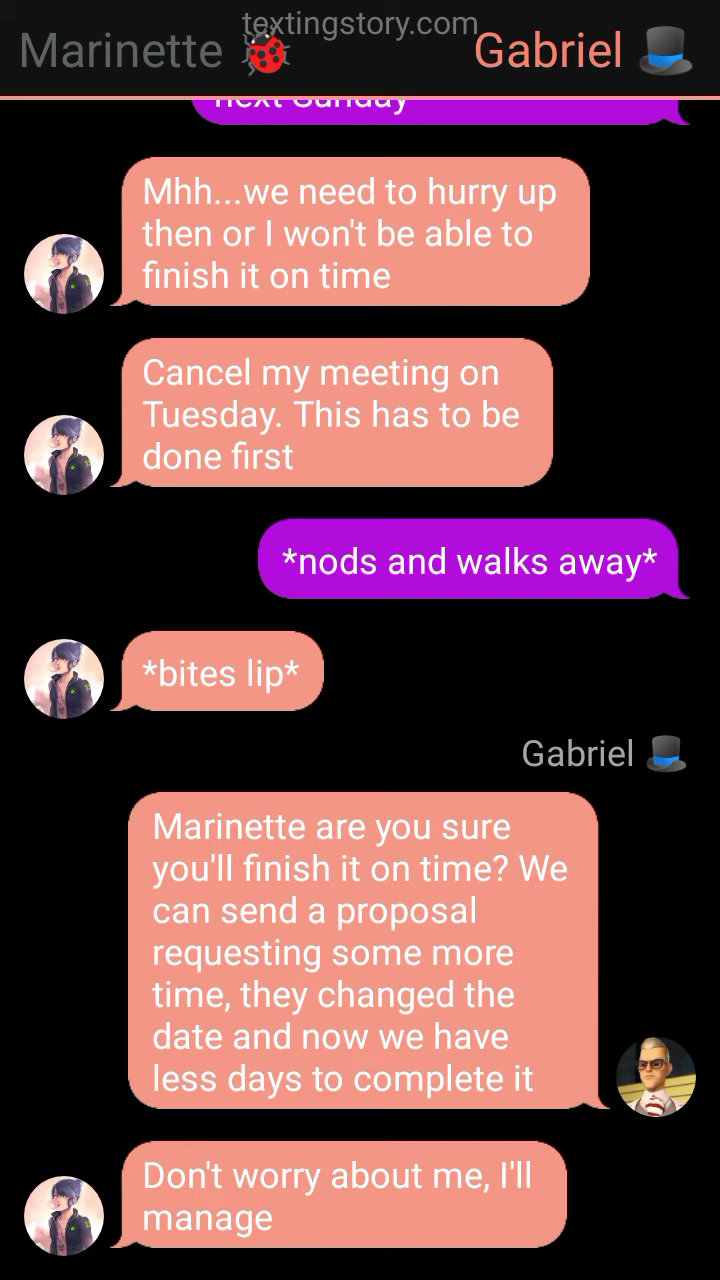 textingstory.com
Marinette 🐞
Gabriel 🎩
next Sunday
Mhh...we need to hurry up
then or I won't be able to
finish it on time
Cancel my meeting on
Tuesday. This has to be
done first
*nods and walks away*
*bites lip*
Gabriel 🎩
Marinette are you sure
you'll finish it on time? We
can send a proposal
requesting some more
time, they changed the
date and now we have
less days to complete it
Don't worry about me, I'll
manage